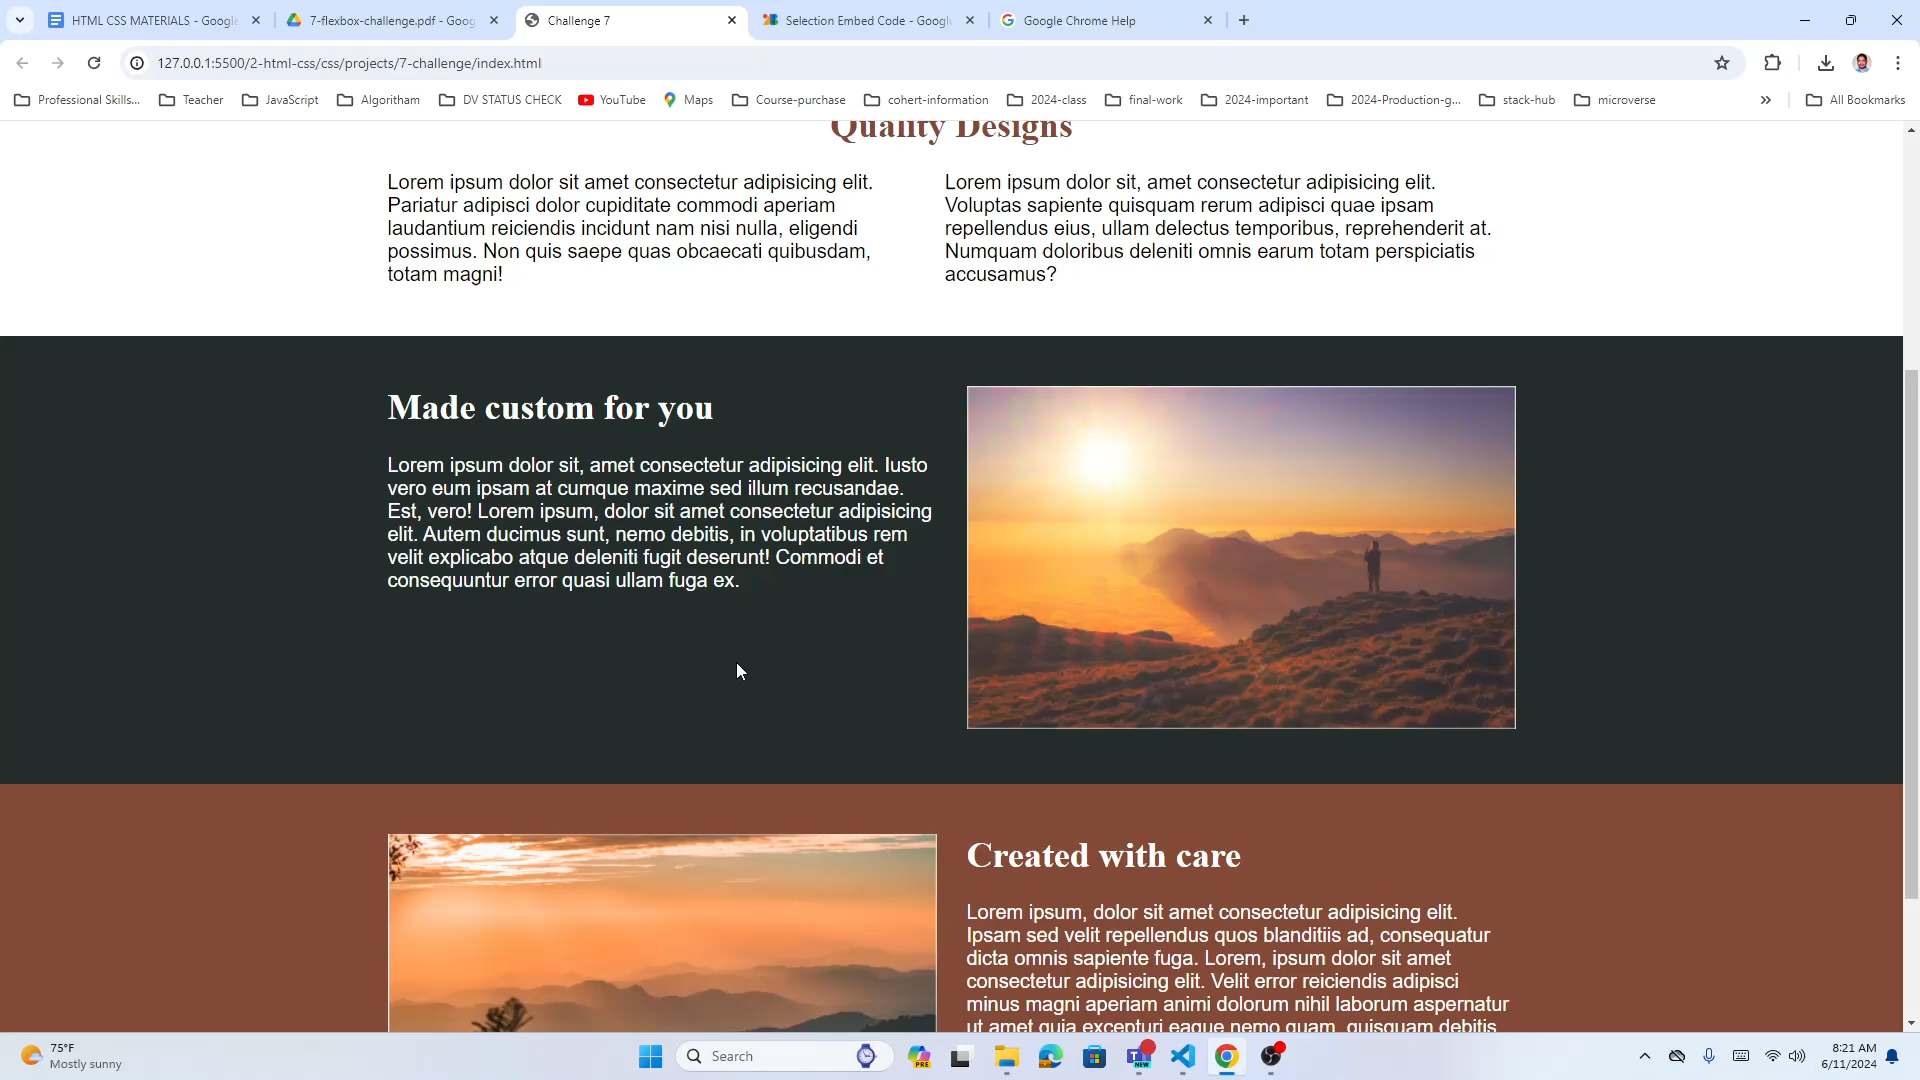 HTML CSS MATERIALS - Google
7-flexbox-challenge.pdf - Goog
Challenge 7
Selection Embed Code - Google
Google Chrome Help
127.0.0.1:5500/2-html-css/css/projects/7-challenge/index.html
Professional Skills...
Teacher
JavaScript
Algoritham
DV STATUS CHECK
YouTube
Maps
Course-purchase
cohert-information
2024-class
final-work
2024-important
2024-Production-g...
stack-hub
microverse
All Bookmarks
Quality Designs
Lorem ipsum dolor sit amet consectetur adipisicing elit.
Pariatur adipisci dolor cupiditate commodi aperiam
laudantium reiciendis incidunt nam nisi nulla, eligendi
possimus. Non quis saepe quas obcaecati quibusdam,
totam magni!
Lorem ipsum dolor sit, amet consectetur adipisicing elit.
Voluptas sapiente quisquam rerum adipisci quae ipsam
repellendus eius, ullam delectus temporibus, reprehenderit at.
Numquam doloribus deleniti omnis earum totam perspiciatis
accusamus?
Made custom for you
Lorem ipsum dolor sit, amet consectetur adipisicing elit. Iusto
vero eum ipsam at cumque maxime sed illum recusandae.
Est, vero! Lorem ipsum, dolor sit amet consectetur adipisicing
elit. Autem ducimus sunt, nemo debitis, in voluptatibus rem
velit explicabo atque deleniti fugit deserunt! Commodi et
consequuntur error quasi ullam fuga ex.
Created with care
Lorem ipsum, dolor sit amet consectetur adipisicing elit.
Ipsam sed velit repellendus quos blanditiis ad, consequatur
dicta omnis sapiente fuga. Lorem, ipsum dolor sit amet
consectetur adipisicing elit. Velit error reiciendis adipisci
minus magni aperiam animi dolorum nihil laborum aspernatur
ut amet quia excepturi eaque nemo quam, quisquam debitis
75°F
Mostly sunny
Search
PRE
NEW
8:21 AM
6/11/2024